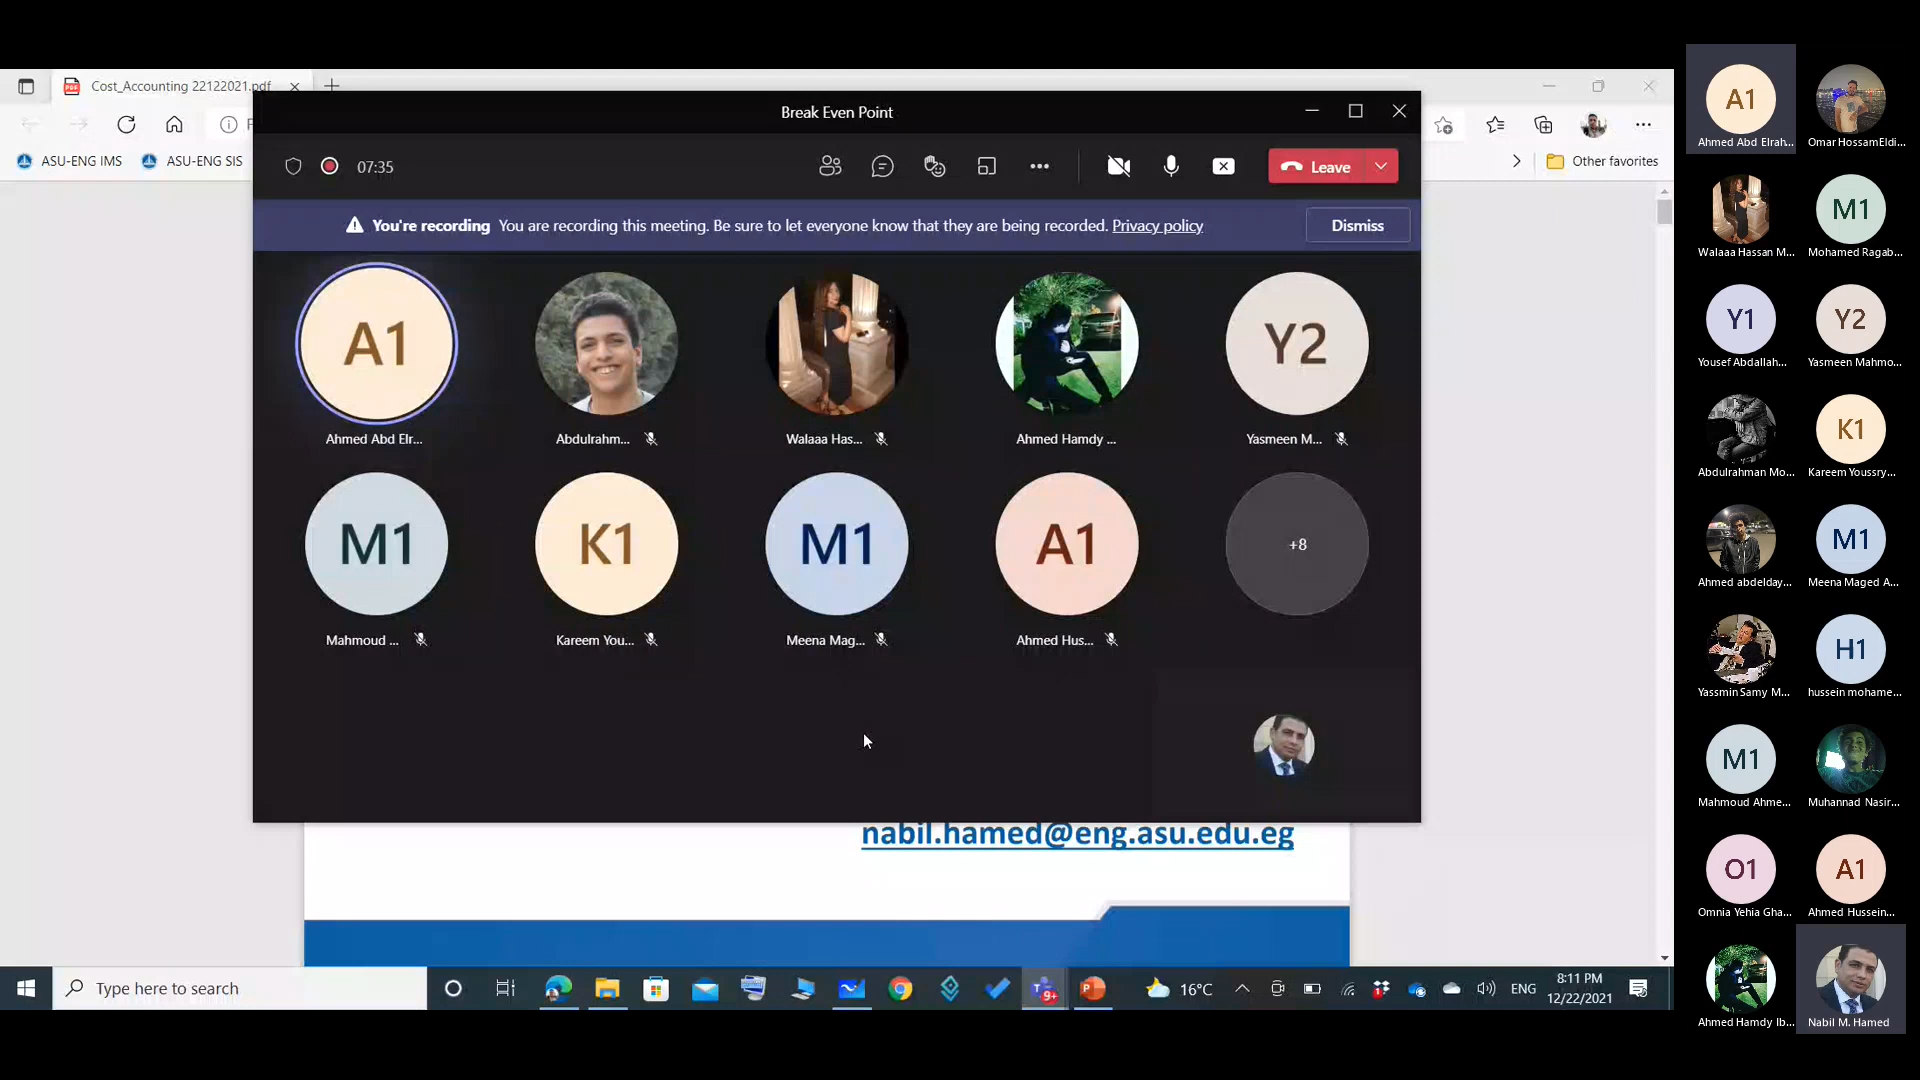 Cost_Accounting 22122021.pdf
ASU-ENG IMS
ASU-ENG SIS
Other favorites
Break Even Point
07:35
Leave
You're recording You are recording this meeting. Be sure to let everyone know that they are being recorded. Privacy policy
Dismiss
A1
Y2
Ahmed Abd Elr...
Abdulrahm...
Walaaa Has...
Ahmed Hamdy ...
Yasmeen M...
M1
K1
M1
A1
+8
Mahmoud ...
Kareem You...
Meena Mag...
Ahmed Hus...
nabil.hamed@eng.asu.edu.eg
Type here to search
9+
16°C
ENG
8:11 PM
12/22/2021
A1
Ahmed Abd Elrah...
Omar HossamEldi...
M1
Walaaa Hassan M...
Mohamed Ragab...
Y1
Y2
Yousef Abdallah...
Yasmeen Mahmo...
K1
Abdulrahman Mo...
Kareem Youssry...
M1
Ahmed abdelday...
Meena Maged A...
H1
Yassmin Samy M...
hussein mohame...
M1
Mahmoud Ahme...
Muhannad Nasir...
O1
A1
Omnia Yehia Gha...
Ahmed Hussein...
Ahmed Hamdy Ib...
Nabil M. Hamed